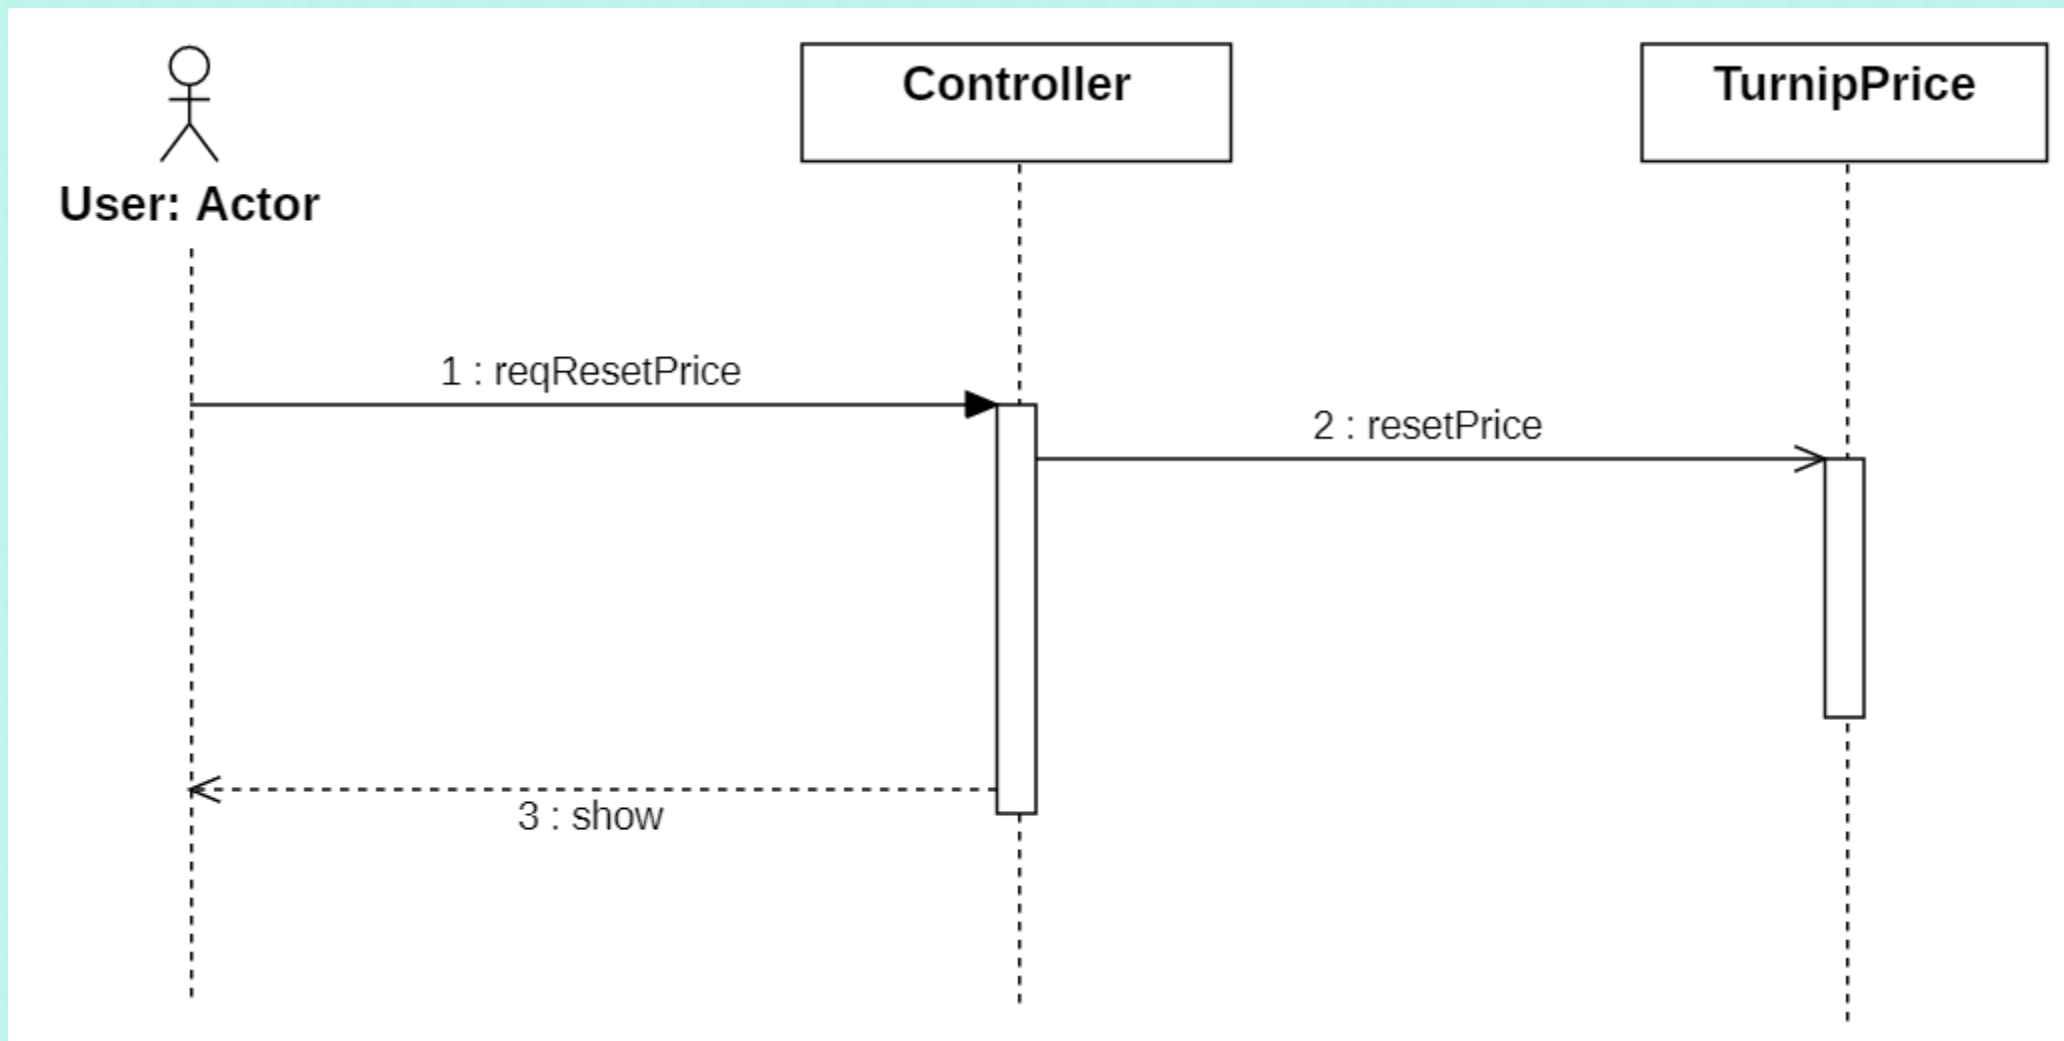 Controller
TurnipPrice
User: Actor
1 : reqResetPrice
2 : resetPrice
3 : show